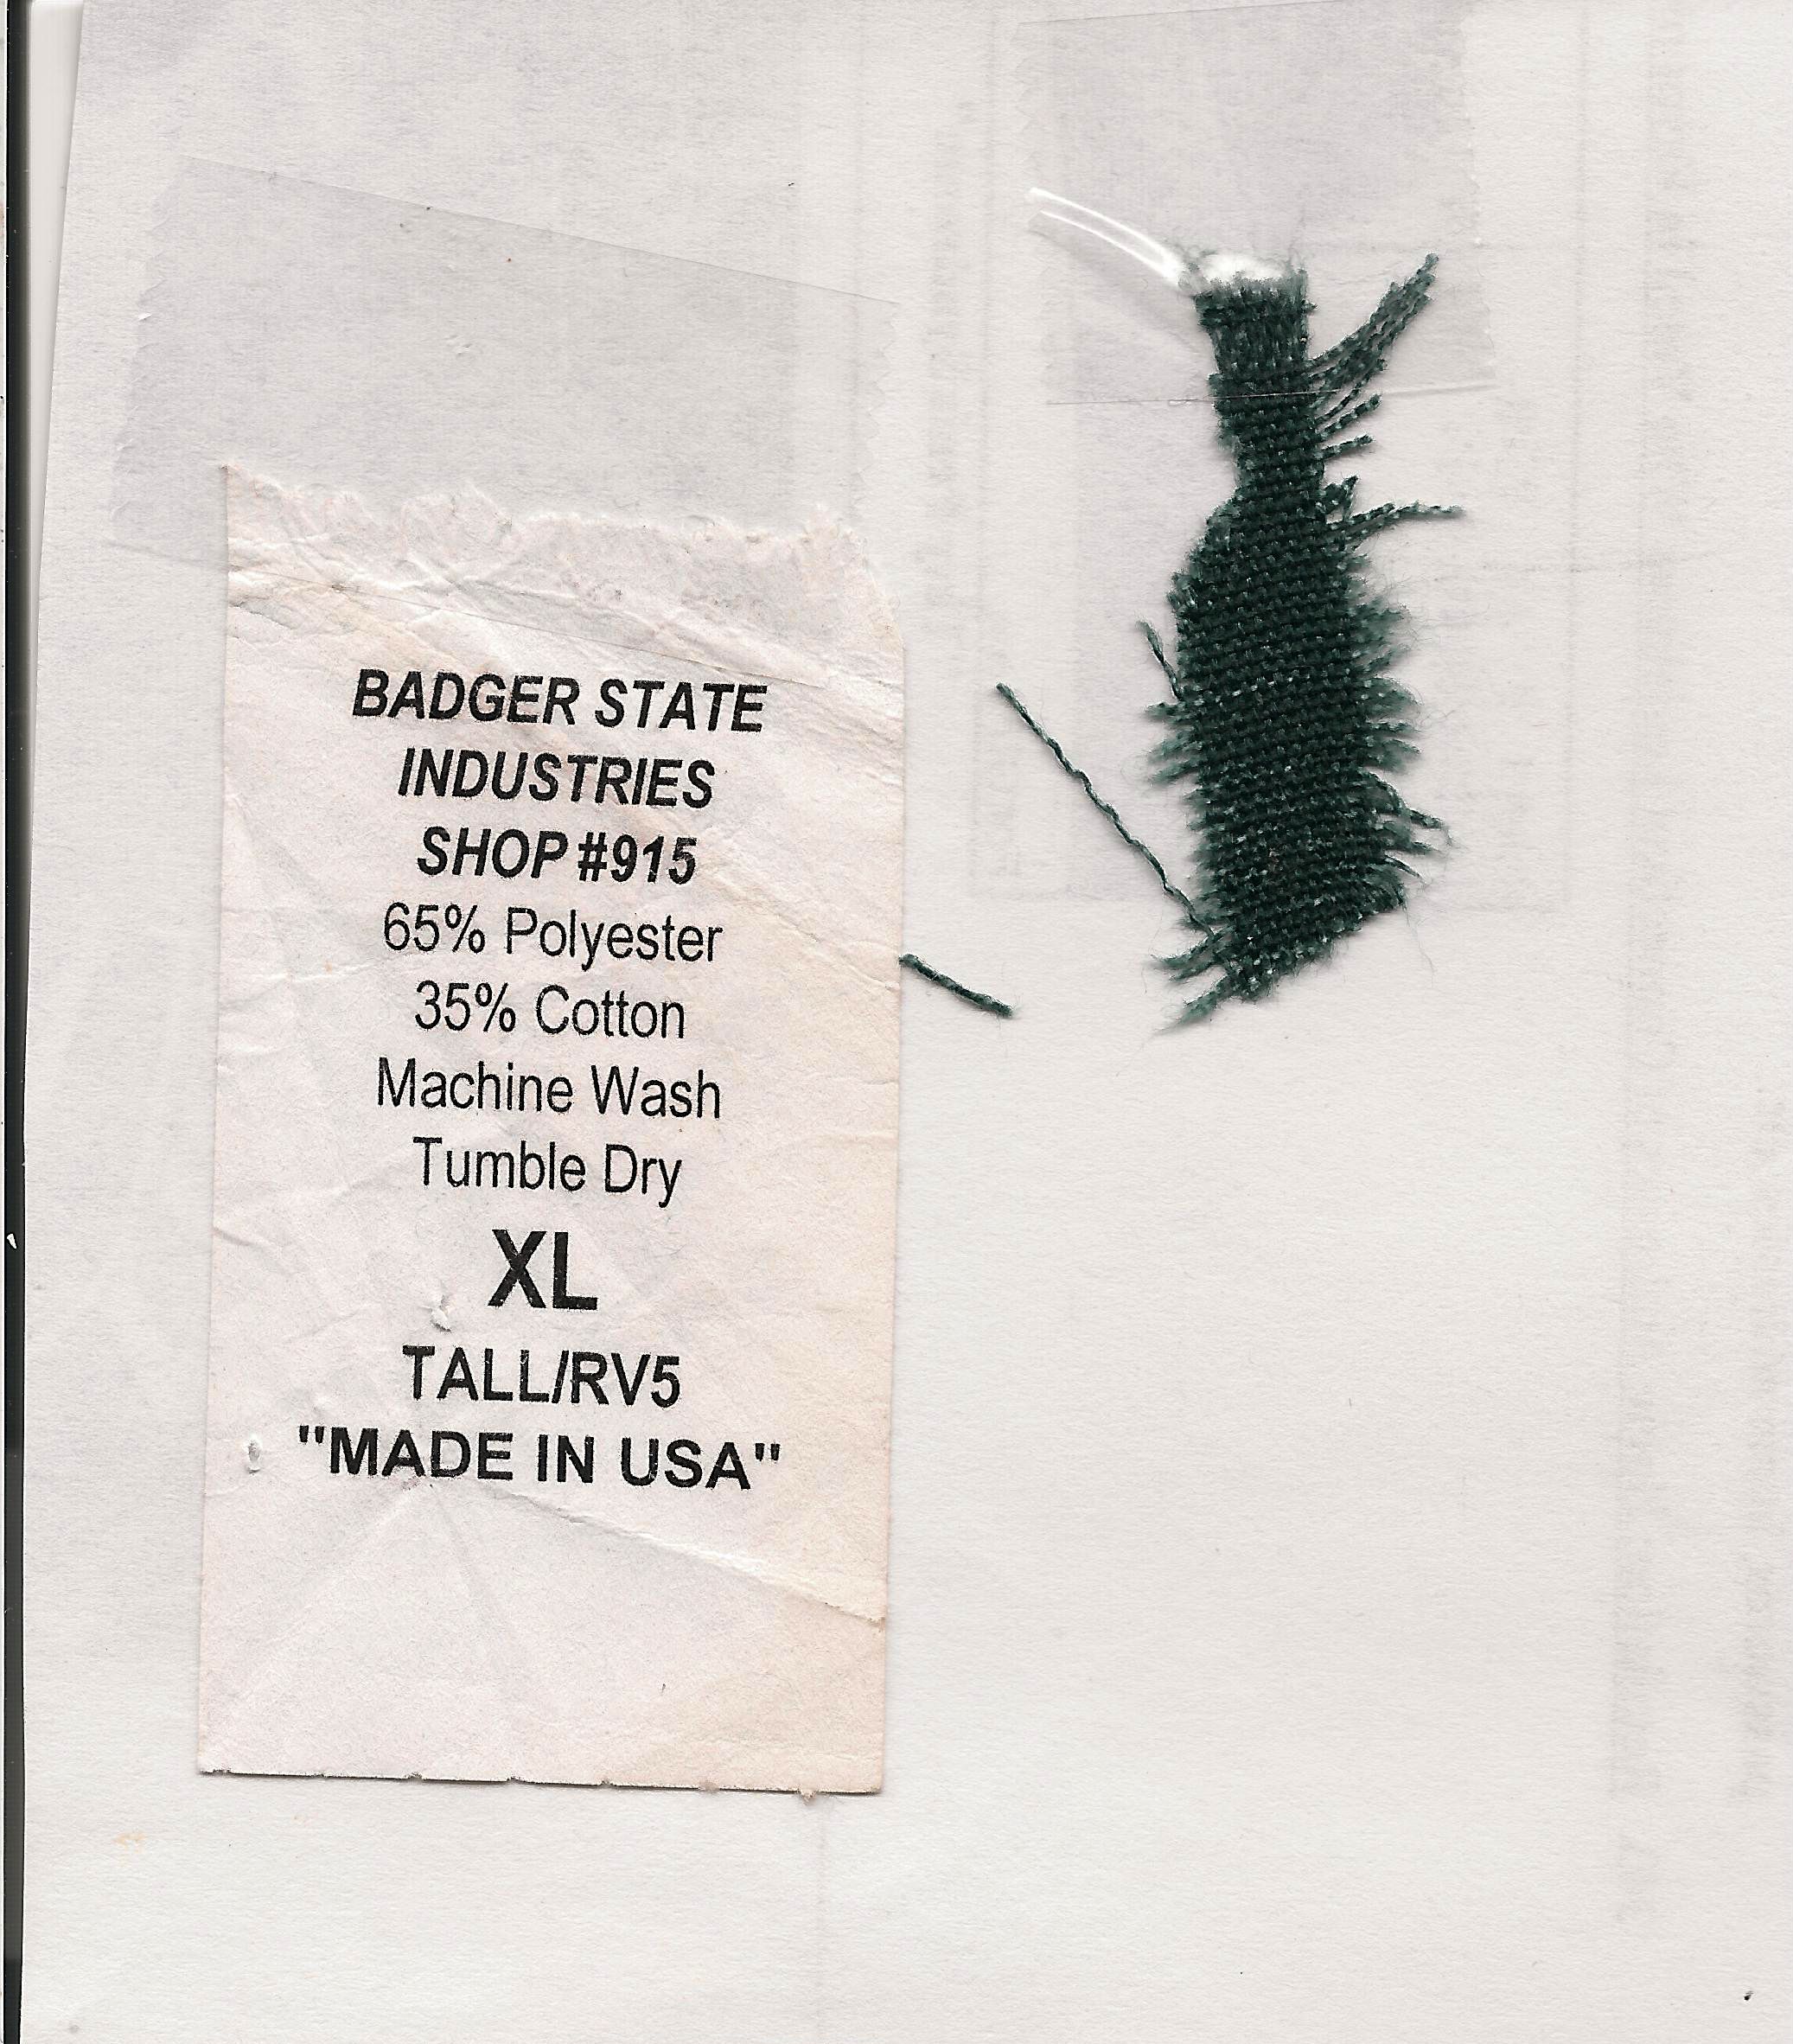 BADGER STATE
INDUSTRIES
SHOP #915
65% Polyester
35% Cotton
Machine Wash
Tumble Dry
XL
TALL/RV5
"MADE IN USA"